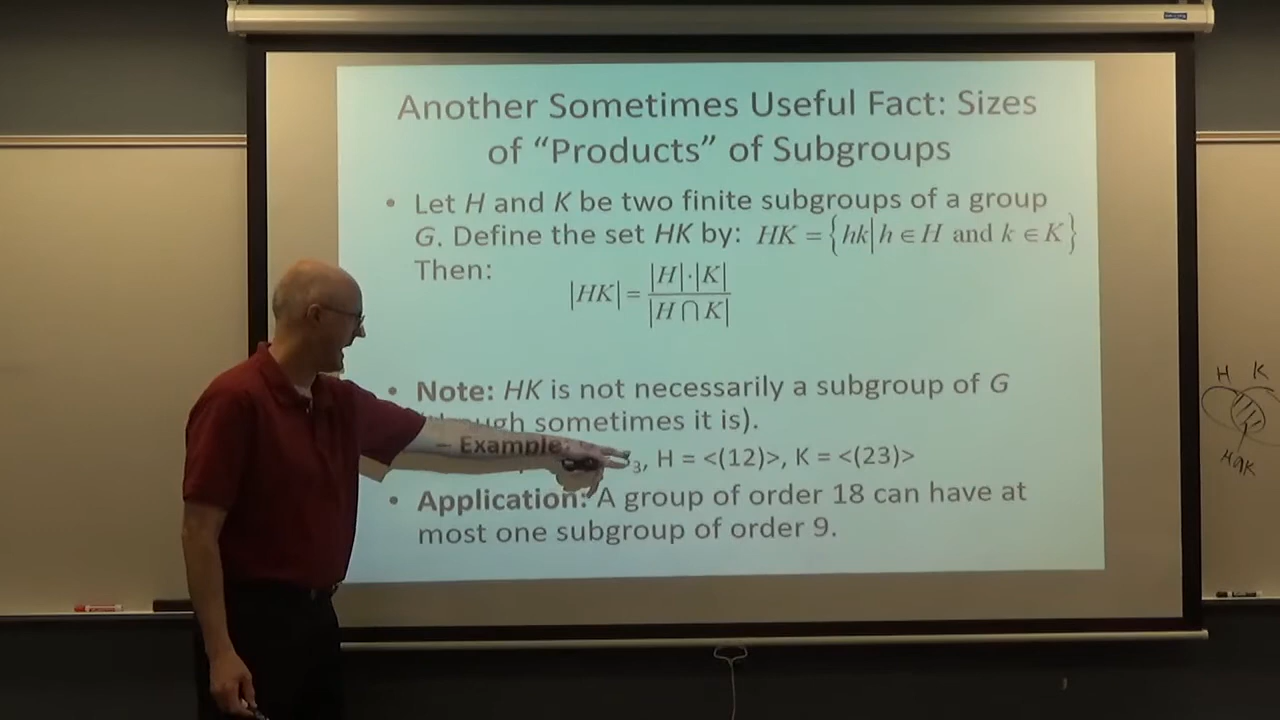 Another Sometimes Useful Fact: Sizes
of “Products” of Subgroups
• Let H and K be two finite subgroups of a group
G. Define the set HK by: HK = {hk | h ∈ H and k ∈ K}
Then:
|HK| = |H|·|K| / |H ∩ K|
• Note: HK is not necessarily a subgroup of G
sometimes it is).
– Example: 3, H = <(12)>, K = <(23)>
• Application: A group of order 18 can have at
most one subgroup of order 9.
H K
H∩K